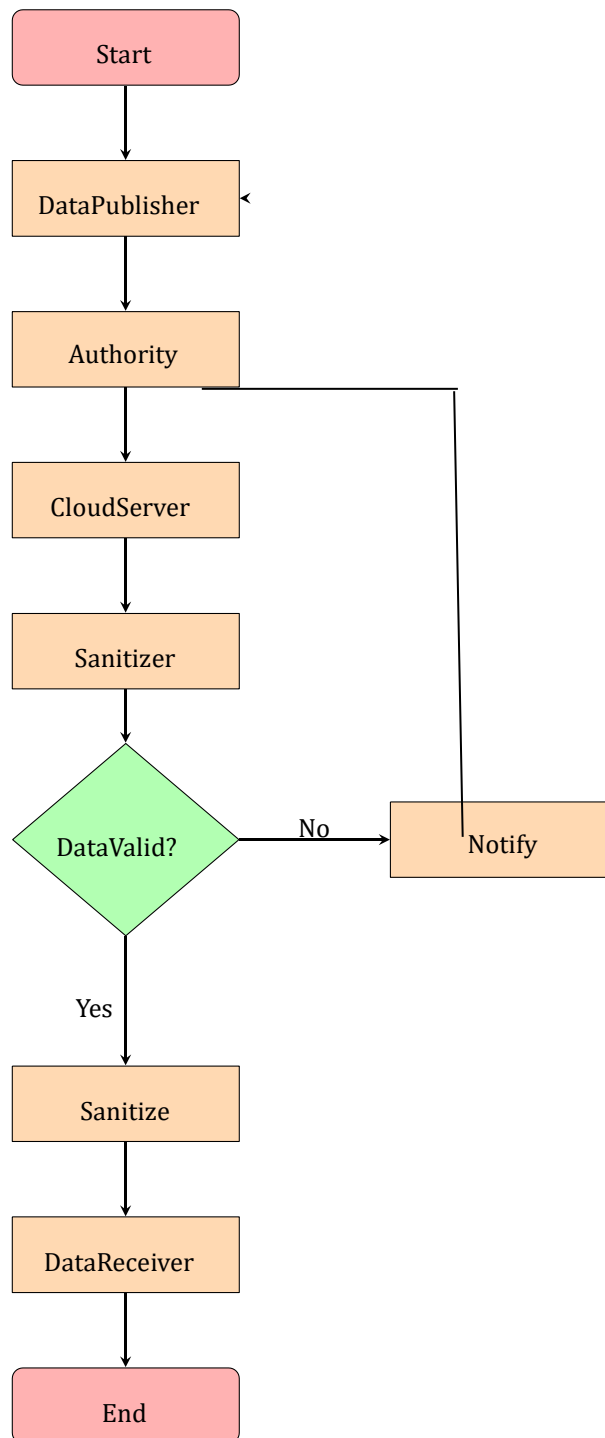 Start
DataPublisher
Authority
CloudServer
Sanitizer
DataValid?
No
Notify
Yes
Sanitize
DataReceiver
End